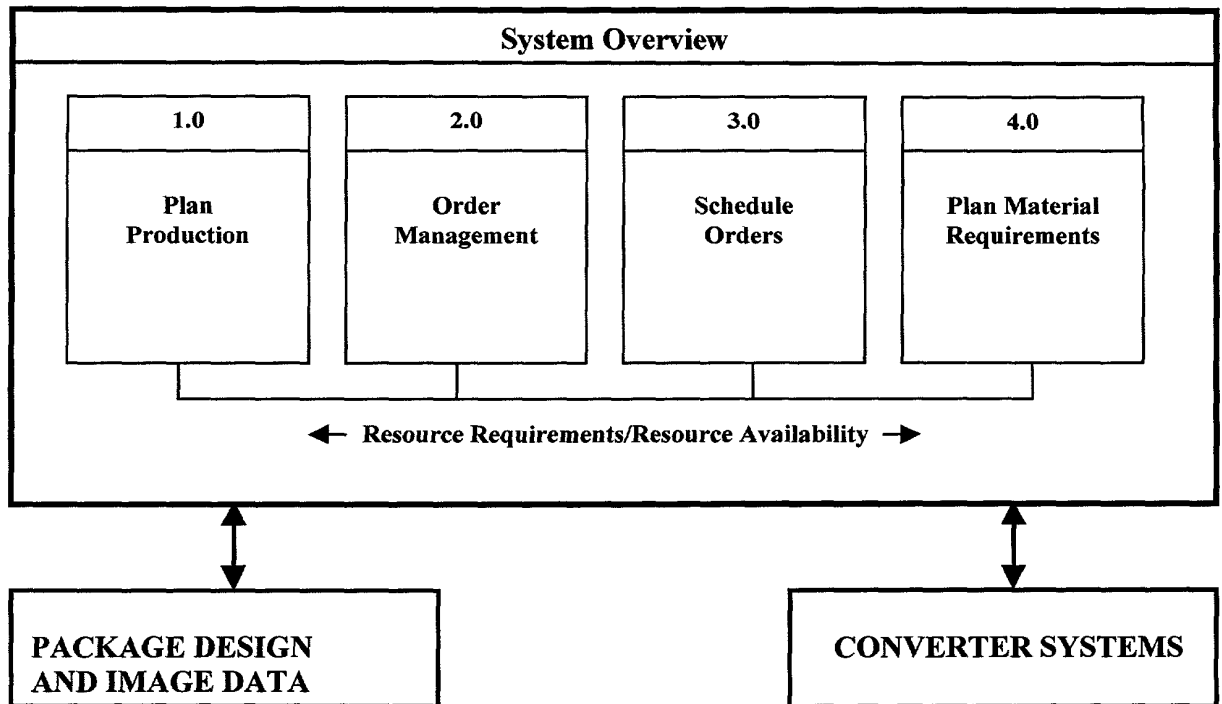 System Overview
1.0
2.0
3.0
4.0
Plan
Production
Order
Management
Schedule
Orders
Plan Material
Requirements
Resource Requirements/Resource Availability
PACKAGE DESIGN
AND IMAGE DATA
CONVERTER SYSTEMS